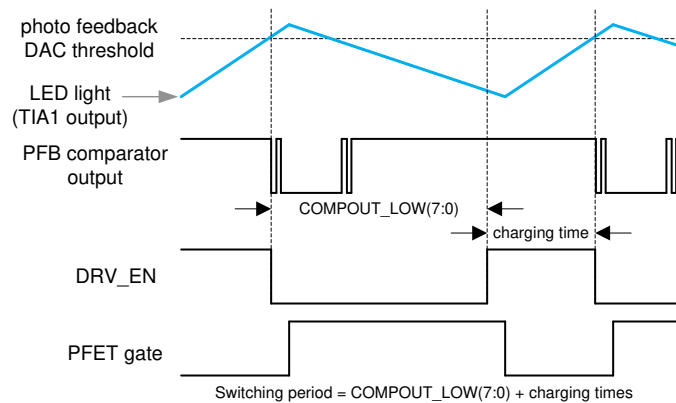 photo feedback
DAC threshold
LED light
(TIA1 output)
PFB comparator
output
COMPOUT_LOW(7:0)
charging time
DRV_EN
PFET gate
Switching period = COMPOUT_LOW(7:0) + charging times